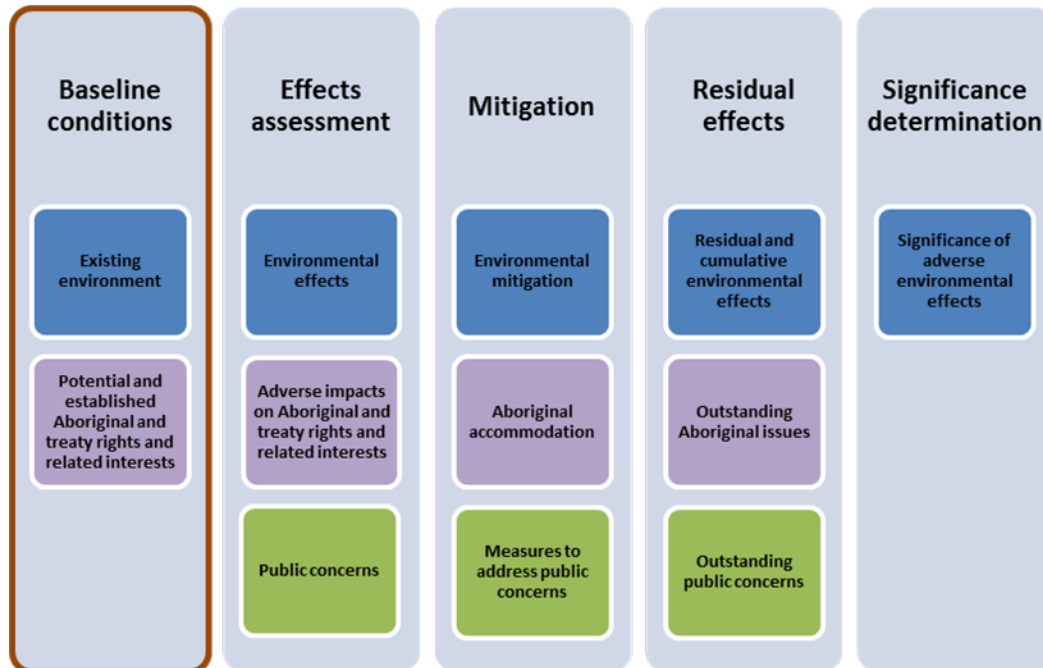 Baseline
conditions
Existing
environment
Potential and
established
Aboriginal and
treaty rights and
related interests
Effects
assessment
Environmental
effects
Adverse impacts
on Aboriginal and
treaty rights and
related interests
Public concerns
Mitigation
Environmental
mitigation
Aboriginal
accommodation
Measures to
address public
concerns
Residual
effects
Residual and
cumulative
environmental
effects
Outstanding
Aboriginal issues
Outstanding
public concerns
Significance
determination
Significance of
adverse
environmental
effects